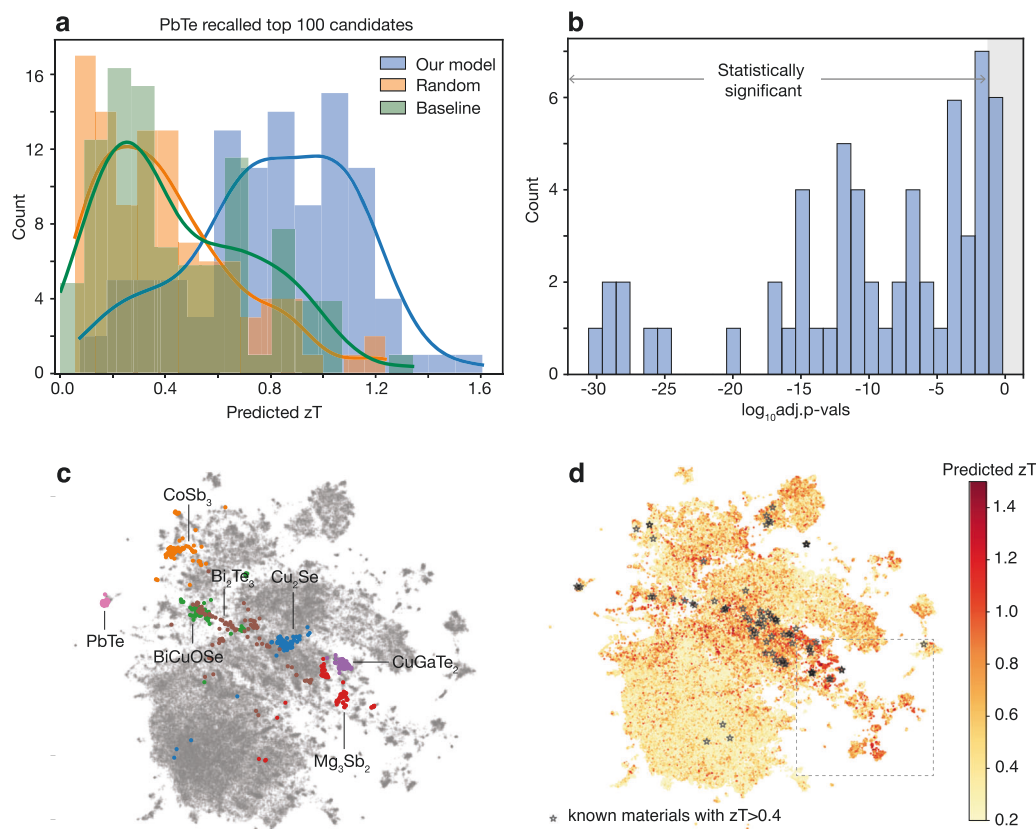 a
PbTe recalled top 100 candidates
16
12
8
4
0
Count
Our model
Random
Baseline
0.0
0.4
0.8
1.2
1.6
Predicted zT
b
Statistically
significant
6
4
2
0
Count
-30
-25
-20
-15
-10
-5
0
log₁₀adj.p-vals
c
CoSb₃
Bi₂Te₃
Cu₂Se
PbTe
BiCuOSe
CuGaTe₂
Mg₃Sb₂
d
Predicted zT
1.4
1.2
1.0
0.8
0.6
0.4
0.2
known materials with zT>0.4